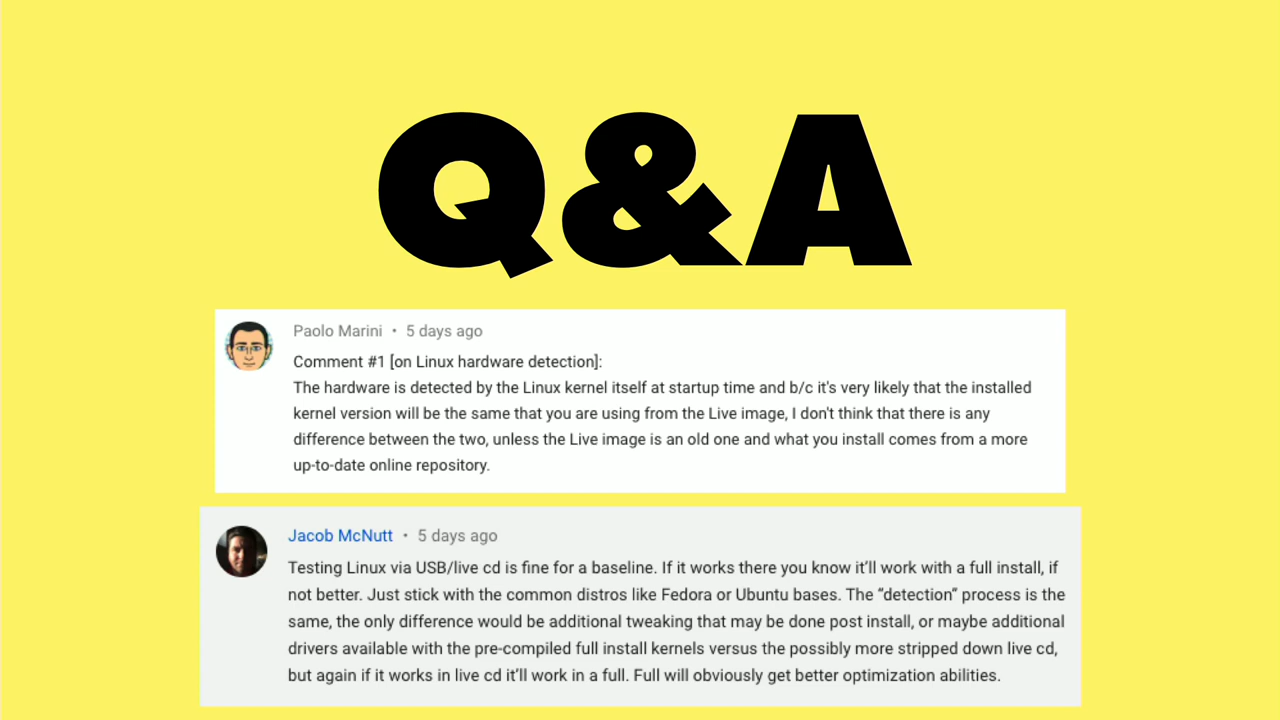 Q&A
Paolo Marini • 5 days ago
Comment #1 [on Linux hardware detection]:
The hardware is detected by the Linux kernel itself at startup time and b/c it's very likely that the installed
kernel version will be the same that you are using from the Live image, I don't think that there is any
difference between the two, unless the Live image is an old one and what you install comes from a more
up-to-date online repository.
Jacob McNutt • 5 days ago
Testing Linux via USB/live cd is fine for a baseline. If it works there you know it’ll work with a full install, if
not better. Just stick with the common distros like Fedora or Ubuntu bases. The “detection” process is the
same, the only difference would be additional tweaking that may be done post install, or maybe additional
drivers available with the pre-compiled full install kernels versus the possibly more stripped down live cd,
but again if it works in live cd it’ll work in a full. Full will obviously get better optimization abilities.